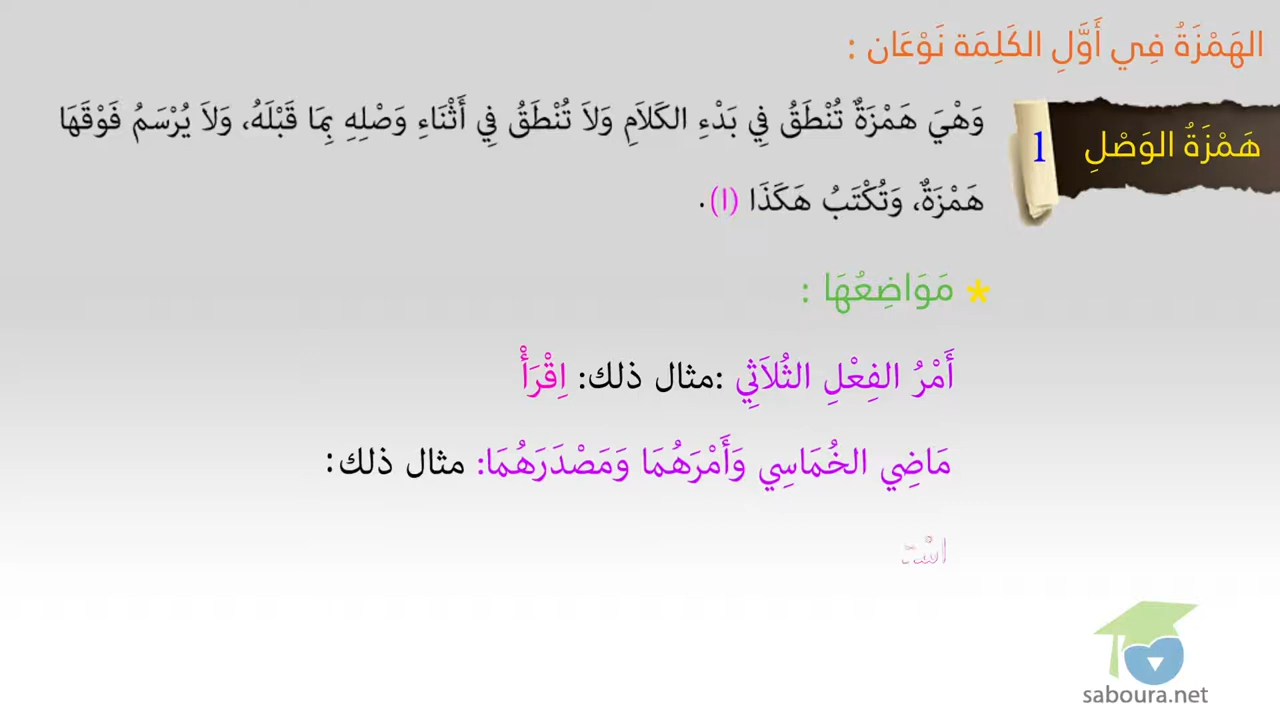 الهَمْزَةُ فِي أَوَّلِ الكَلِمَة نَوْعَان :
هَمْزَةُ الوَصْلِ 1
وَهْيَ هَمْزَةٌ تُنْطَقُ فِي بَدْءِ الكَلاَمِ وَلاَ تُنْطَقُ فِي أَثْنَاءِ وَصْلِهِ بِمَا قَبْلَهُ، وَلاَ يُرْسَمُ فَوْقَهَا
هَمْزَةٌ، وَتُكْتَبُ هَكَذَا (ا).
* مَوَاضِعُهَا :
أَمْرُ الفِعْلِ الثُلاَثِي :مثال ذلك: اِقْرَأْ
مَاضِي الخُمَاسِي وَأَمْرَهُمَا وَمَصْدَرَهُمَا: مثال ذلك:
saboura.net